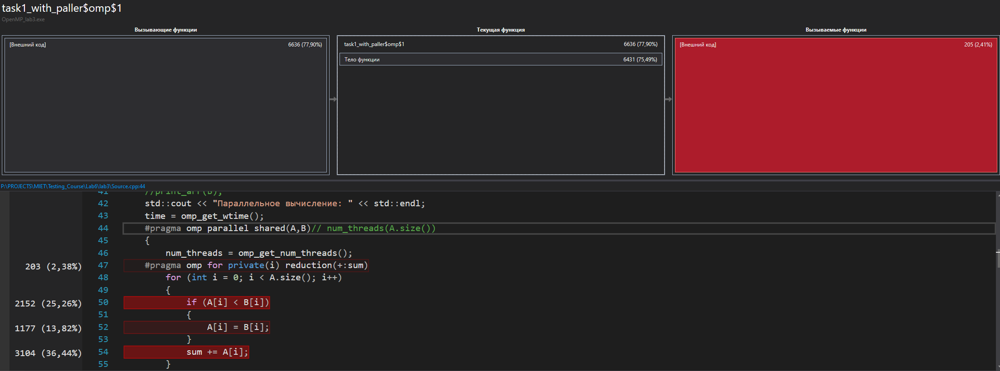 task1_with_paller$omp$1
OpenMP_lab3.exe
Вызывающие функции
Текущая функция
Вызываемые функции
[Внешний код] 6636 (77,90%)
task1_with_paller$omp$1 6636 (77,90%)
[Внешний код] 205 (2,41%)
Тело функции 6431 (75,49%)
P:\PROJECTS\MIET\Testing_Course\Lab6\lab3\Source.cpp:44
41 //print_arr(B);
42 std::cout << "Параллельное вычисление: " << std::endl;
43 time = omp_get_wtime();
44 #pragma omp parallel shared(A,B)// num_threads(A.size())
45 {
46 num_threads = omp_get_num_threads();
203 (2,38%) 47 #pragma omp for private(i) reduction(+:sum)
48 for (int i = 0; i < A.size(); i++)
49 {
2152 (25,26%) 50 if (A[i] < B[i])
51 {
1177 (13,82%) 52 A[i] = B[i];
53 }
3104 (36,44%) 54 sum += A[i];
55 }